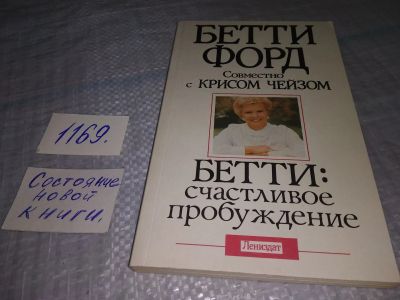 БЕТТИ
ФОРД
Совместно
с КРИСОМ ЧЕЙЗОМ
БЕТТИ:
счастливое
пробуждение
Лениздат
1169.
Состояние
новой
книги.